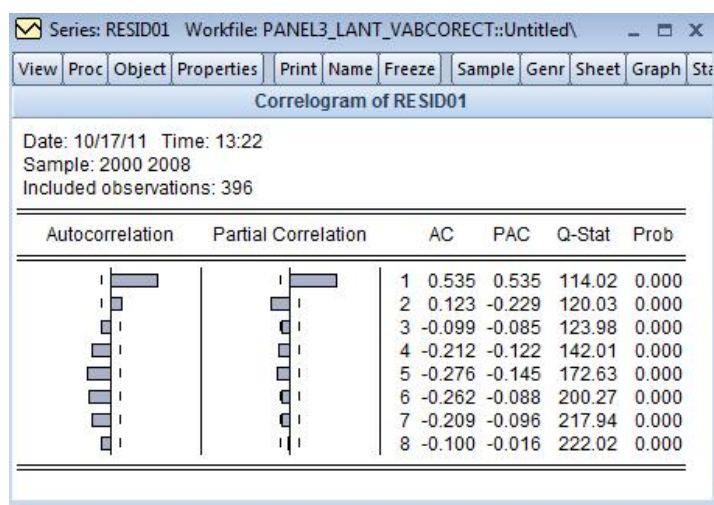 Series: RESID01 Workfile: PANEL3_LANT_VABCORECT::Untitled\
View Proc Object Properties Print Name Freeze Sample Genr Sheet Graph Sta
Correlogram of RESID01
Date: 10/17/11 Time: 13:22
Sample: 2000 2008
Included observations: 396
Autocorrelation Partial Correlation AC PAC Q-Stat Prob
1 0.535 0.535 114.02 0.000
2 0.123 -0.229 120.03 0.000
3 -0.099 -0.085 123.98 0.000
4 -0.212 -0.122 142.01 0.000
5 -0.276 -0.145 172.63 0.000
6 -0.262 -0.088 200.27 0.000
7 -0.209 -0.096 217.94 0.000
8 -0.100 -0.016 222.02 0.000